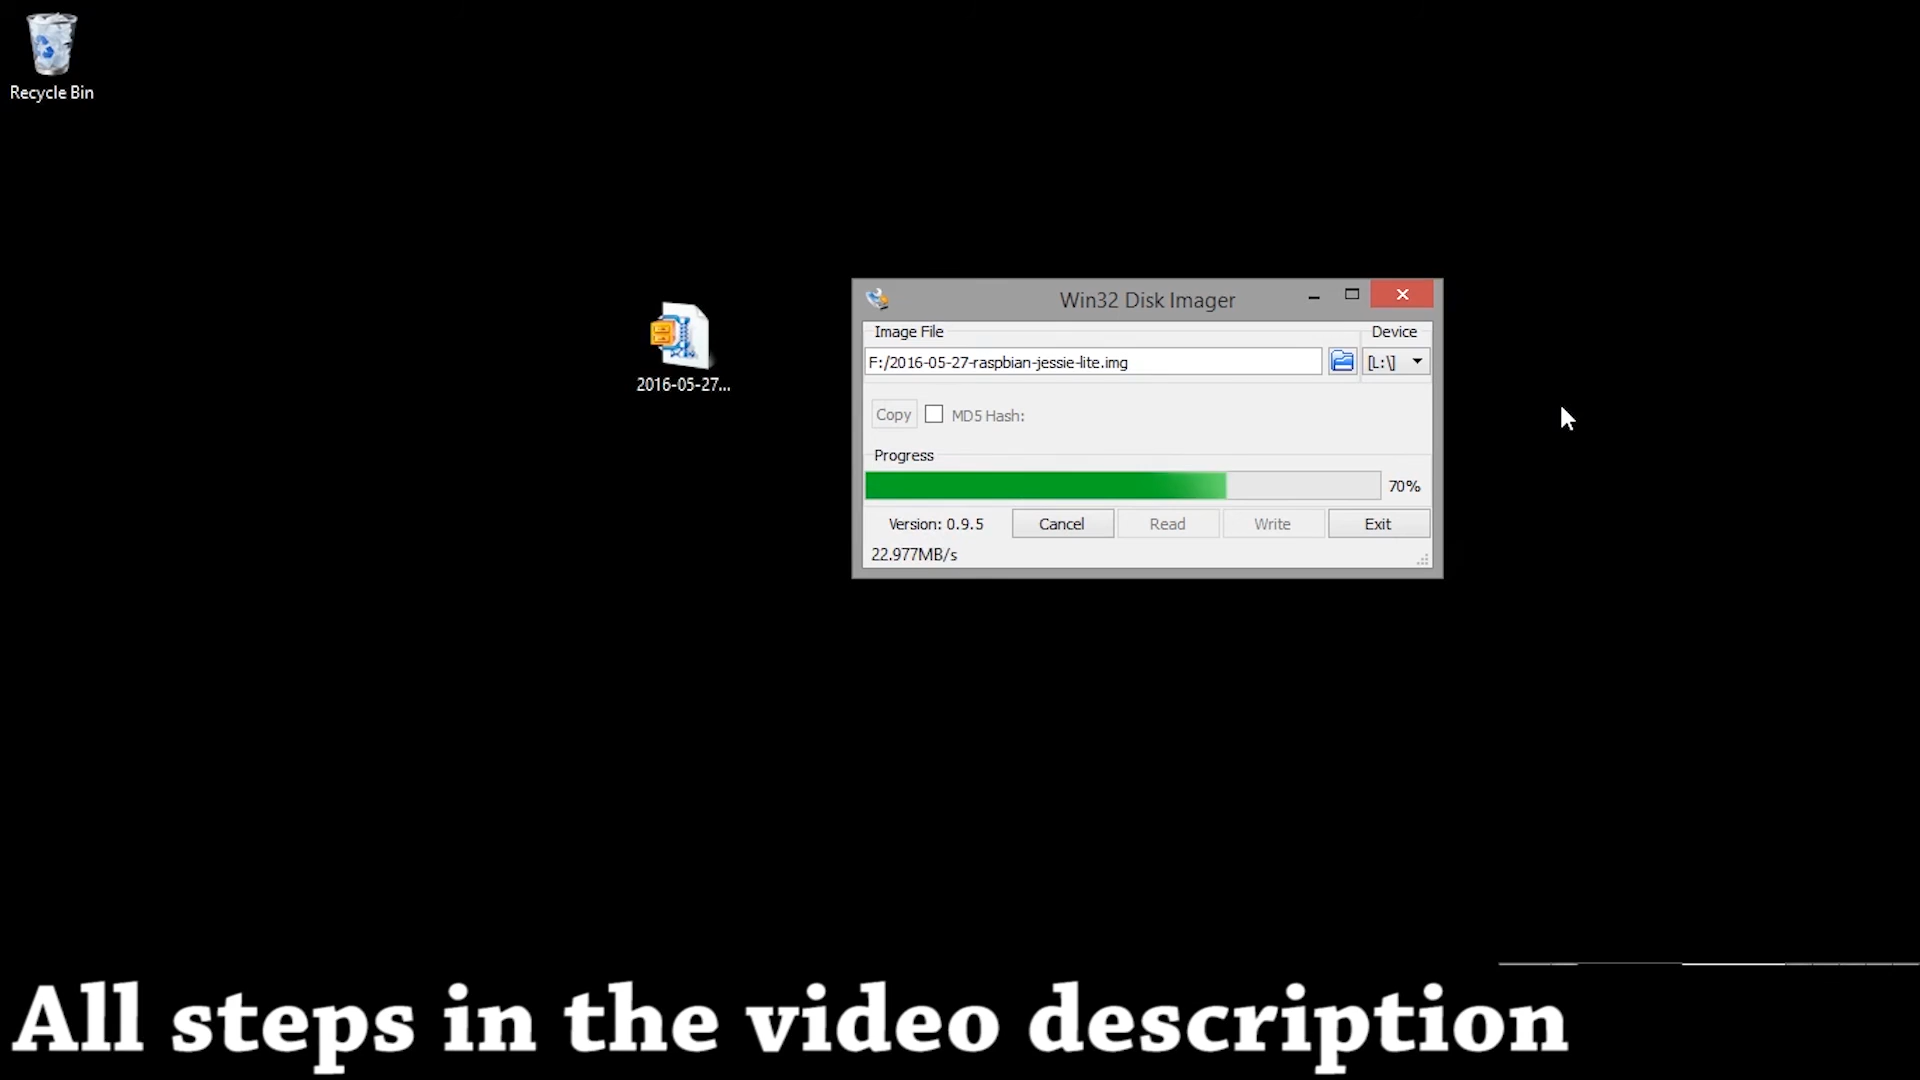 Recycle Bin
2016-05-27...
Win32 Disk Imager
Image File
Device
F:/2016-05-27-raspbian-jessie-lite.img
[L:\]
Copy
MD5 Hash:
Progress
70%
Version: 0.9.5
Cancel
Read
Write
Exit
22.977MB/s
All steps in the video description